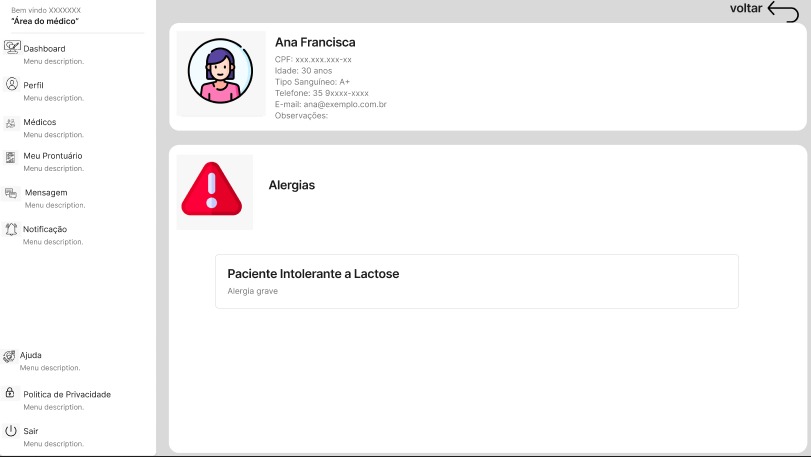 Bem vindo XXXXXXX
"Área do médico"
Dashboard
Menu description.
Perfil
Menu description.
Médicos
Menu description.
Meu Prontuário
Menu description.
Mensagem
Menu description.
Notificação
Menu description.
Ajuda
Menu description.
Politica de Privacidade
Menu description.
Sair
Menu description.
voltar
Ana Francisca
CPF: xxx.xxx.xxx-xx
Idade: 30 anos
Tipo Sanguíneo: A+
Telefone: 35 9xxxx-xxxx
E-mail: ana@exemplo.com.br
Observações:
Alergias
Paciente Intolerante a Lactose
Alergia grave